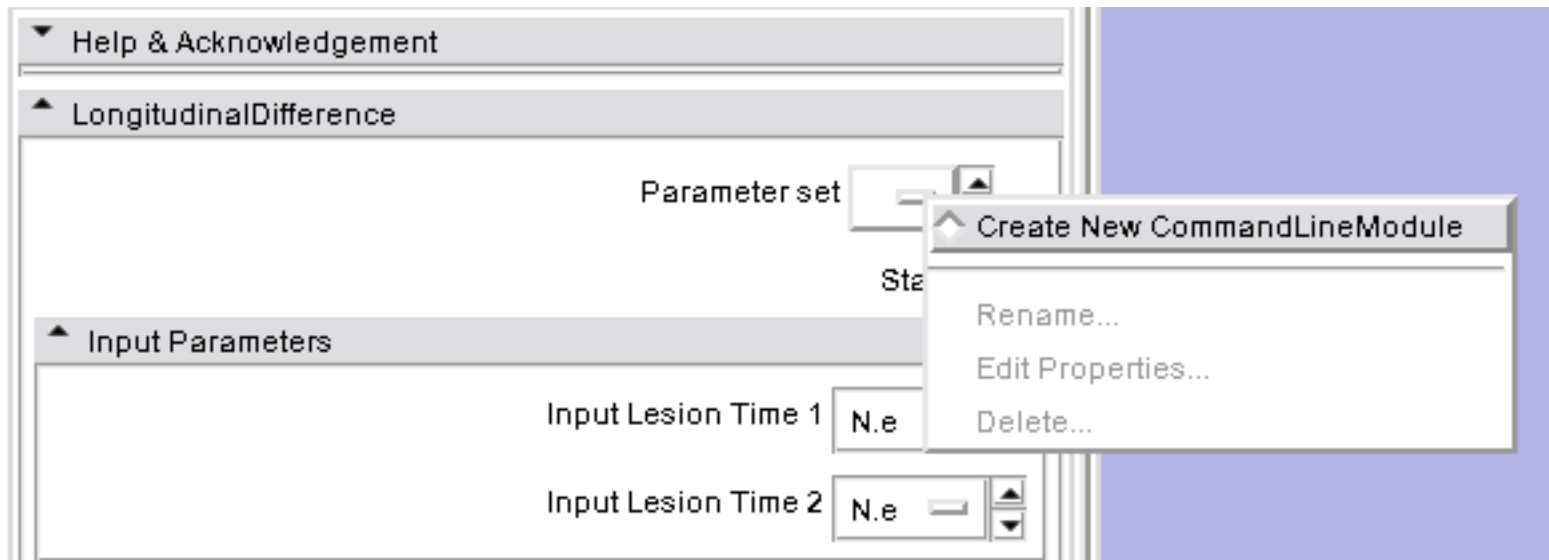 Help & Acknowledgement
LongitudinalDifference
Parameter set
Create New CommandLineModule
Rename...
Input Parameters
Edit Properties...
Input Lesion Time 1 N.e
Delete...
Input Lesion Time 2 N.e